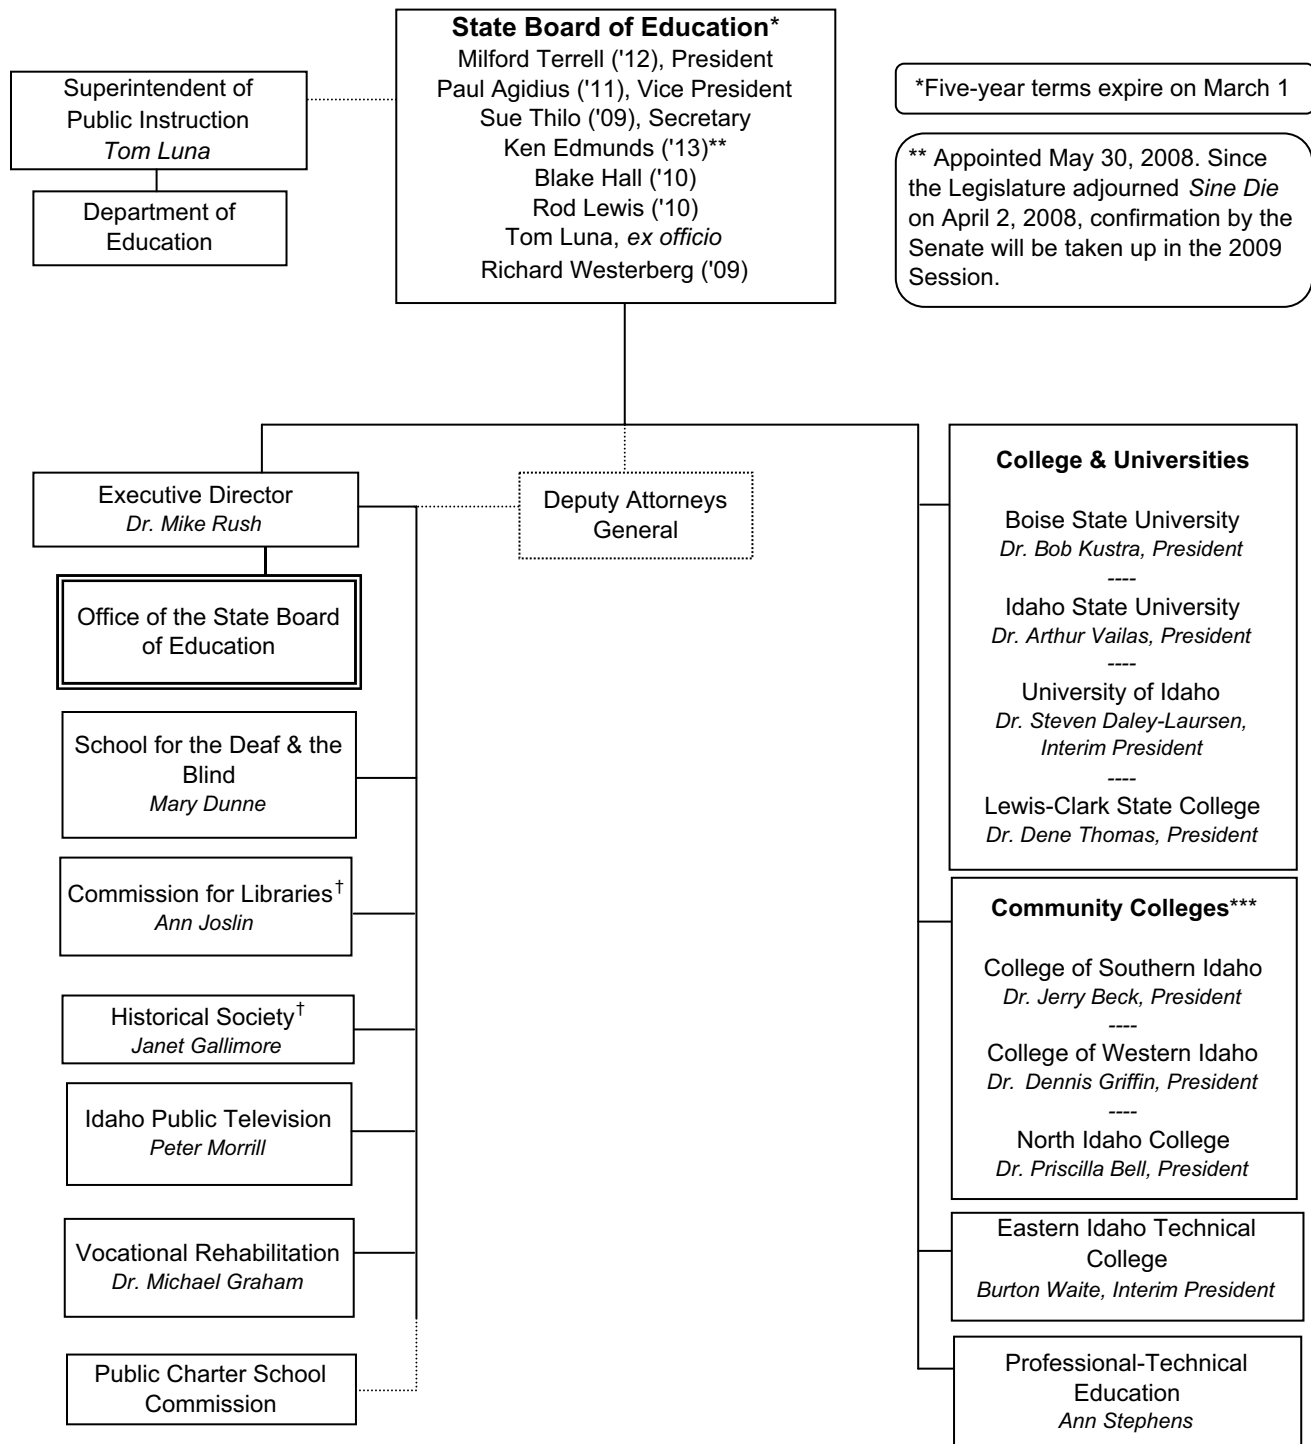 State Board of Education*
Milford Terrell ('12), President
Paul Agidius ('11), Vice President
Sue Thilo ('09), Secretary
Ken Edmunds ('13)**
Blake Hall ('10)
Rod Lewis ('10)
Tom Luna, ex officio
Richard Westerberg ('09)
Superintendent of
Public Instruction
Tom Luna
Department of
Education
*Five-year terms expire on March 1
** Appointed May 30, 2008. Since
the Legislature adjourned Sine Die
on April 2, 2008, confirmation by the
Senate will be taken up in the 2009
Session.
Executive Director
Dr. Mike Rush
Office of the State Board
of Education
School for the Deaf & the
Blind
Mary Dunne
Commission for Libraries†
Ann Joslin
Historical Society†
Janet Gallimore
Idaho Public Television
Peter Morrill
Vocational Rehabilitation
Dr. Michael Graham
Public Charter School
Commission
Deputy Attorneys
General
College & Universities
Boise State University
Dr. Bob Kustra, President
----
Idaho State University
Dr. Arthur Vailas, President
----
University of Idaho
Dr. Steven Daley-Laursen,
Interim President
----
Lewis-Clark State College
Dr. Dene Thomas, President
Community Colleges***
College of Southern Idaho
Dr. Jerry Beck, President
----
College of Western Idaho
Dr. Dennis Griffin, President
----
North Idaho College
Dr. Priscilla Bell, President
Eastern Idaho Technical
College
Burton Waite, Interim President
Professional-Technical
Education
Ann Stephens